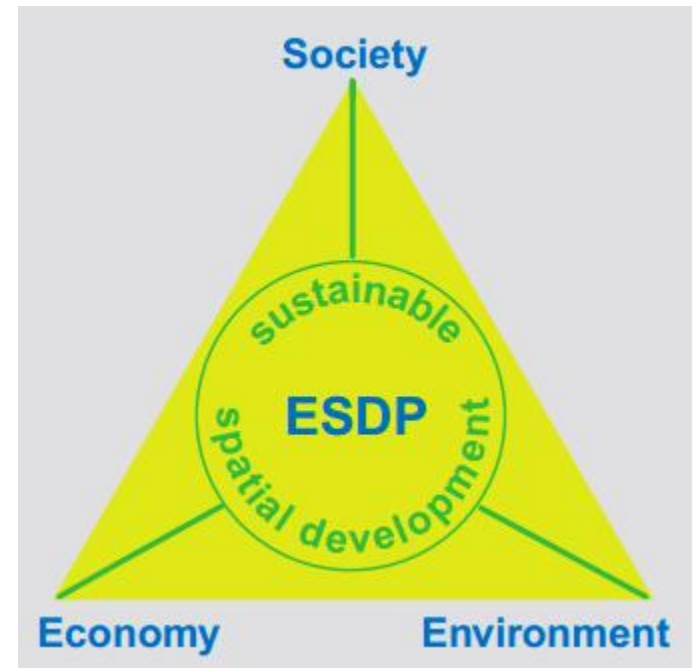 Society
sustainable
ESDP
spatial development
Economy
Environment